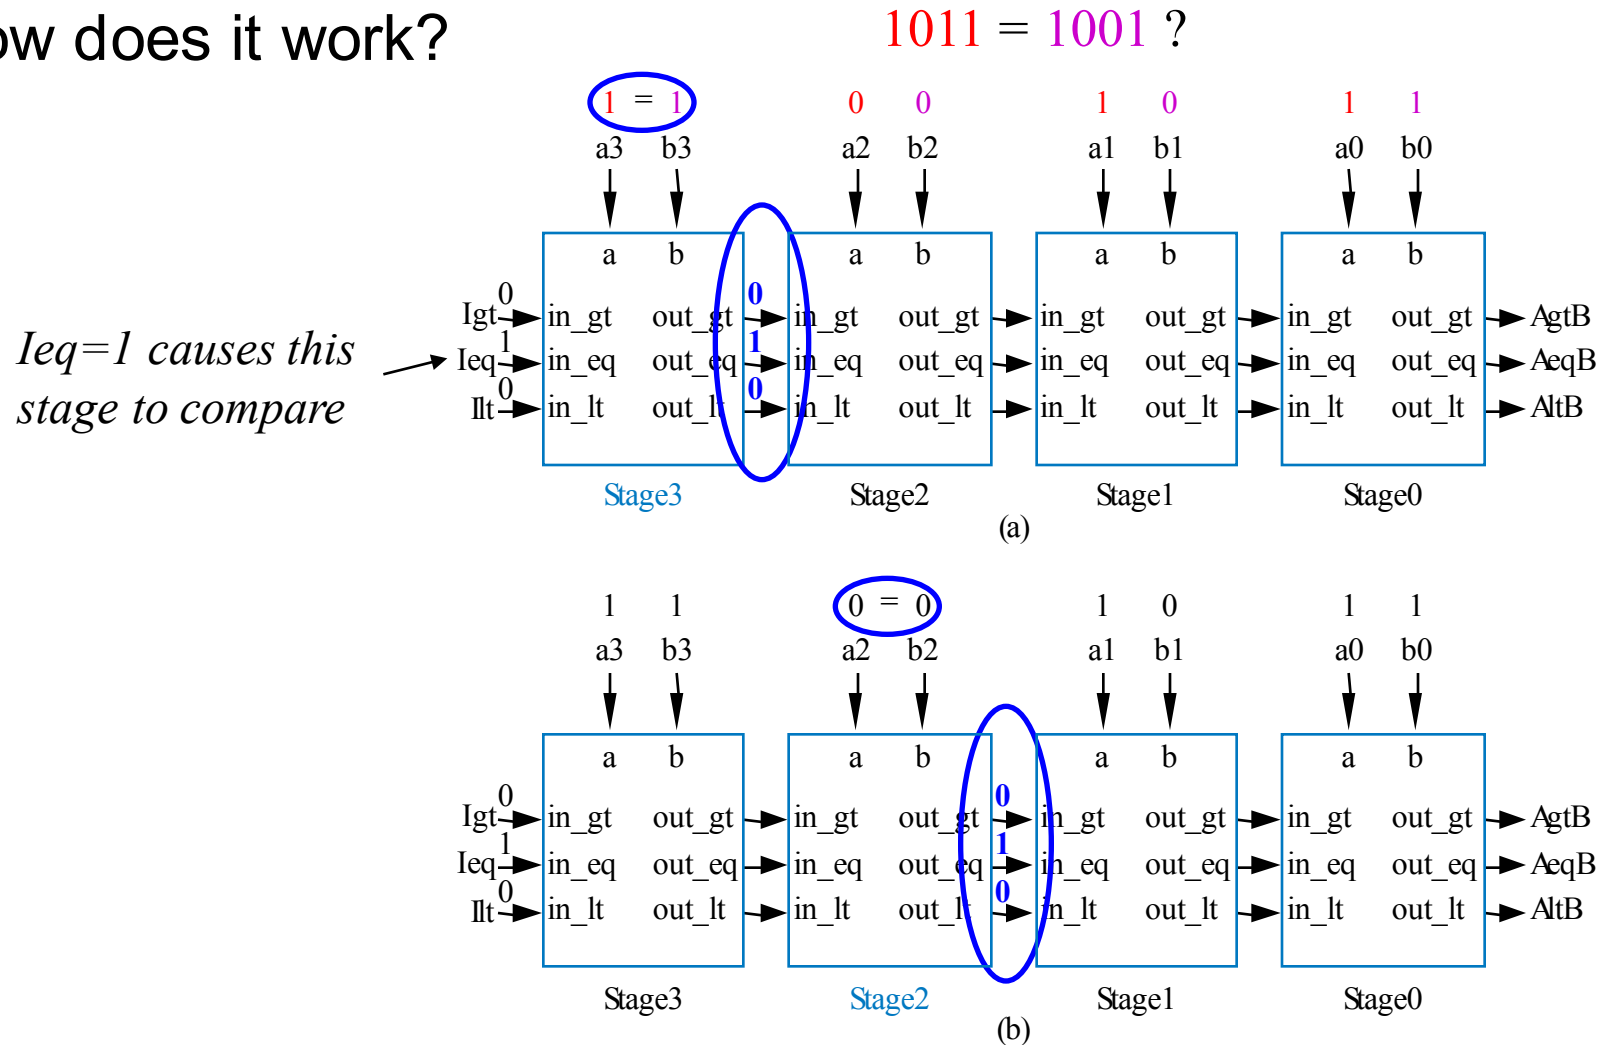 ow does it work?
1011 = 1001 ?
1 = 1 0 0 1 0 1 1
a3 b3 a2 b2 a1 b1 a0 b0
a b a b a b a b
Igt 0 in_gt out_gt 0 in_gt out_gt in_gt out_gt in_gt out_gt AgtB
Ieq=1 causes this
stage to compare
Ieq 1 in_eq out_eq 1 in_eq out_eq in_eq out_eq in_eq out_eq AeqB
Ilt 0 in_lt out_lt 0 in_lt out_lt in_lt out_lt in_lt out_lt AltB
Stage3 Stage2 Stage1 Stage0
(a)
1 1 0 = 0 1 0 1 1
a3 b3 a2 b2 a1 b1 a0 b0
a b a b a b a b
Igt 0 in_gt out_gt in_gt out_gt 0 in_gt out_gt in_gt out_gt AgtB
Ieq 1 in_eq out_eq in_eq out_eq 1 in_eq out_eq in_eq out_eq AeqB
Ilt 0 in_lt out_lt in_lt out_lt 0 in_lt out_lt in_lt out_lt AltB
Stage3 Stage2 Stage1 Stage0
(b)